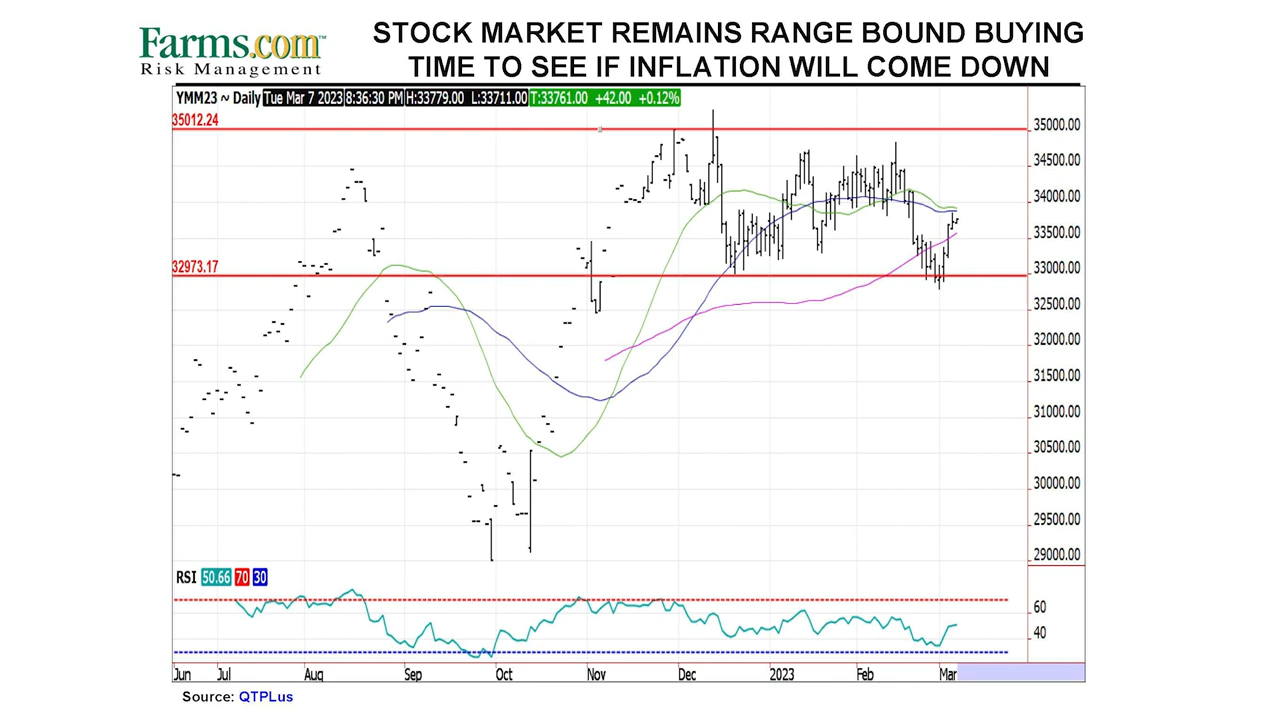 Farms.com™
Risk Management
STOCK MARKET REMAINS RANGE BOUND BUYING
TIME TO SEE IF INFLATION WILL COME DOWN
YMM23 ~ Daily Tue Mar 7 2023 8:36:30 PM H:33779.00 L:33711.00 T:33761.00 +42.00 +0.12%
35012.24
35000.00
34500.00
34000.00
33500.00
32973.17
33000.00
32500.00
32000.00
31500.00
31000.00
30500.00
30000.00
29500.00
29000.00
RSI 50.66 70 30
60
40
Jun Jul Aug Sep Oct Nov Dec 2023 Feb Mar
Source: QTPLus